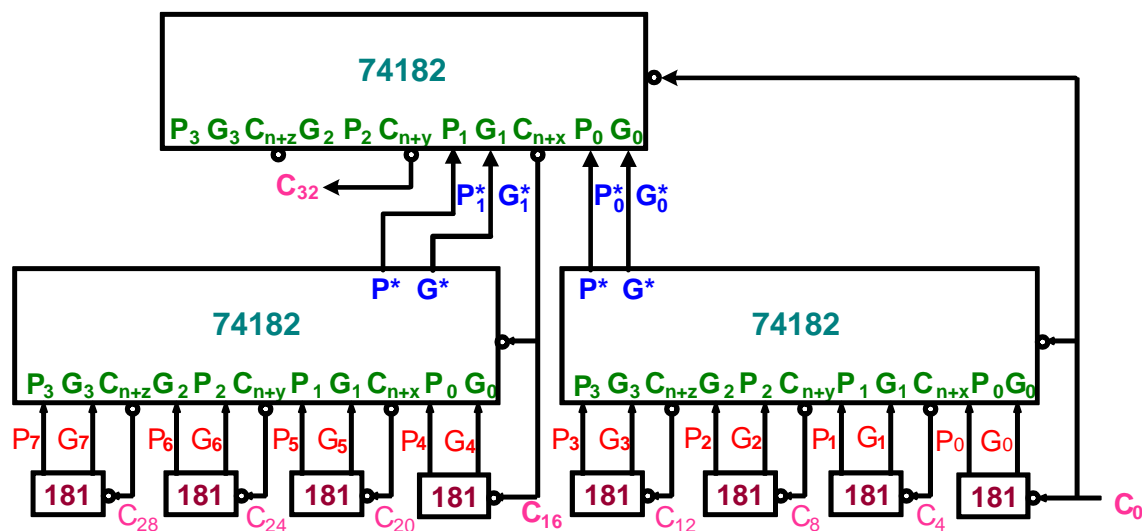 74182
P₃ G₃ Cₙ₊z G₂ P₂ Cₙ₊y P₁ G₁ Cₙ₊x P₀ G₀
C₃₂ P₁* G₁* P₀* G₀*
P* G* P* G*
74182 74182
P₃ G₃ Cₙ₊z G₂ P₂ Cₙ₊y P₁ G₁ Cₙ₊x P₀ G₀ P₃ G₃ Cₙ₊z G₂ P₂ Cₙ₊y P₁ G₁ Cₙ₊x P₀ G₀
P₇ G₇ P₆ G₆ P₅ G₅ P₄ G₄ P₃ G₃ P₂ G₂ P₁ G₁ P₀ G₀
181 181 181 181 181 181 181 181
C₂₈ C₂₄ C₂₀ C₁₆ C₁₂ C₈ C₄ C₀